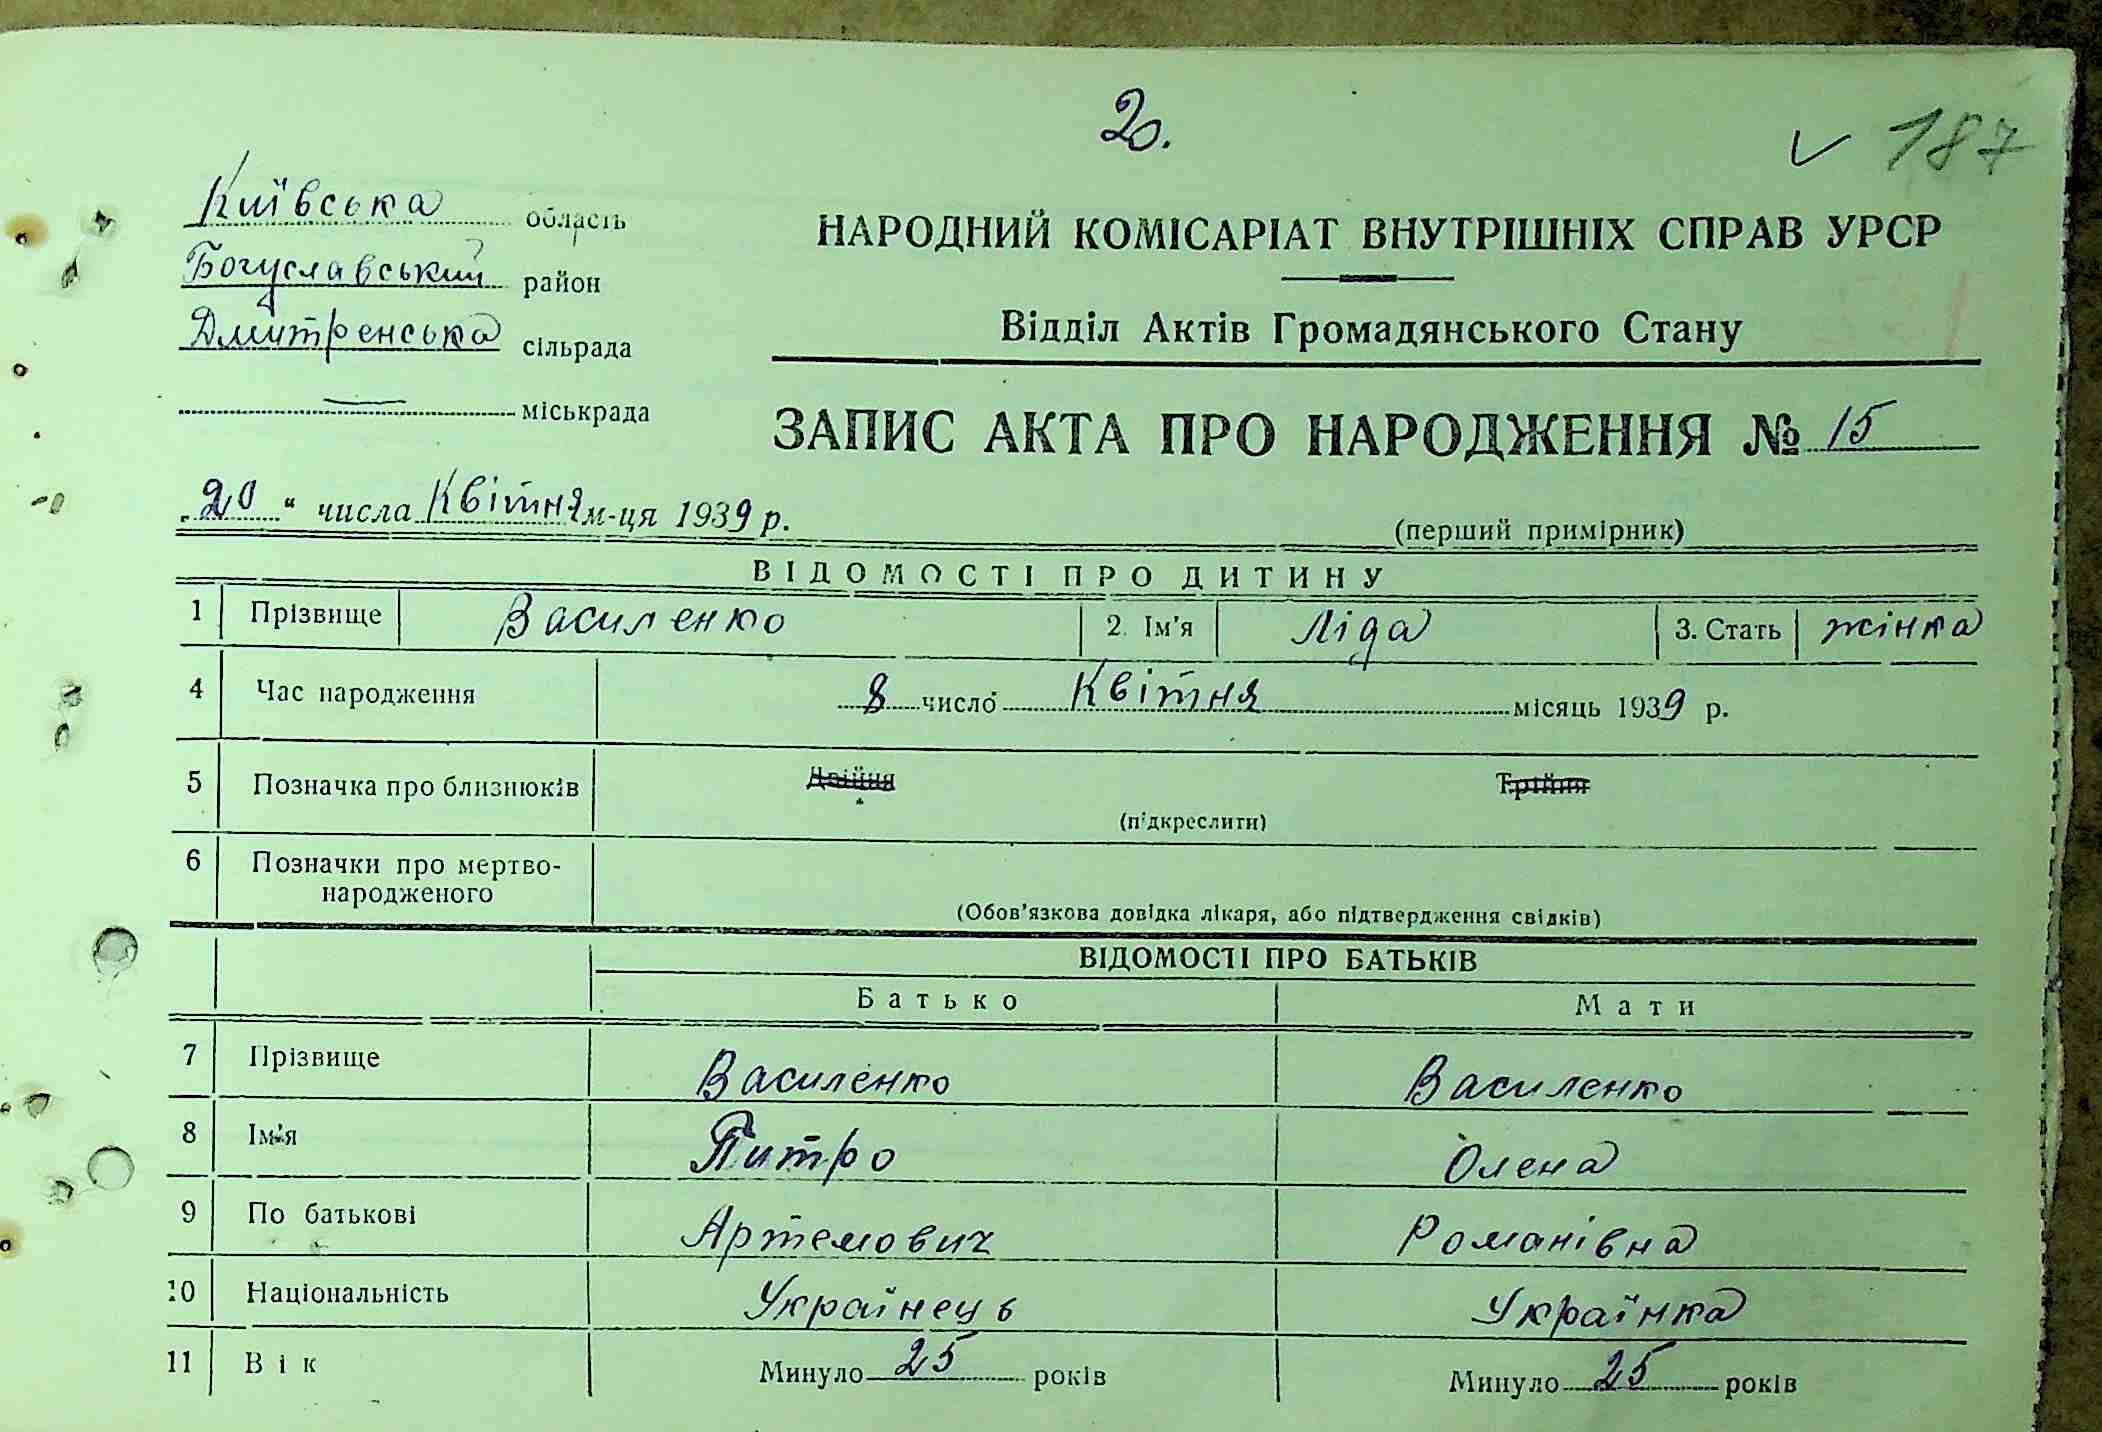 2.
v 187
Київська область
Богуславський район
Дмитренська сільрада
міськрада
НАРОДНИЙ КОМІСАРІАТ ВНУТРІШНІХ СПРАВ УРСР
Відділ Актів Громадянського Стану
ЗАПИС АКТА ПРО НАРОДЖЕННЯ № 15
„20“ числа Квітня м-ця 1939 р.
(перший примірник)
ВІДОМОСТІ ПРО ДИТИНУ
1 Прізвище Василенко 2. Ім'я Ліда 3. Стать жінка
4 Час народження 8 число Квітня місяць 1939 р.
5 Позначка про близнюків Двійня Трійня
(підкреслити)
6 Позначки про мертво-
народженого
(Обов'язкова довідка лікаря, або підтвердження свідків)
ВІДОМОСТІ ПРО БАТЬКІВ
Батько Мати
7 Прізвище Василенко Василенко
8 Ім'я Питро Олена
9 По батькові Артемович Романівна
10 Національність Українець Українка
11 Вік Минуло 25 років Минуло 25 років